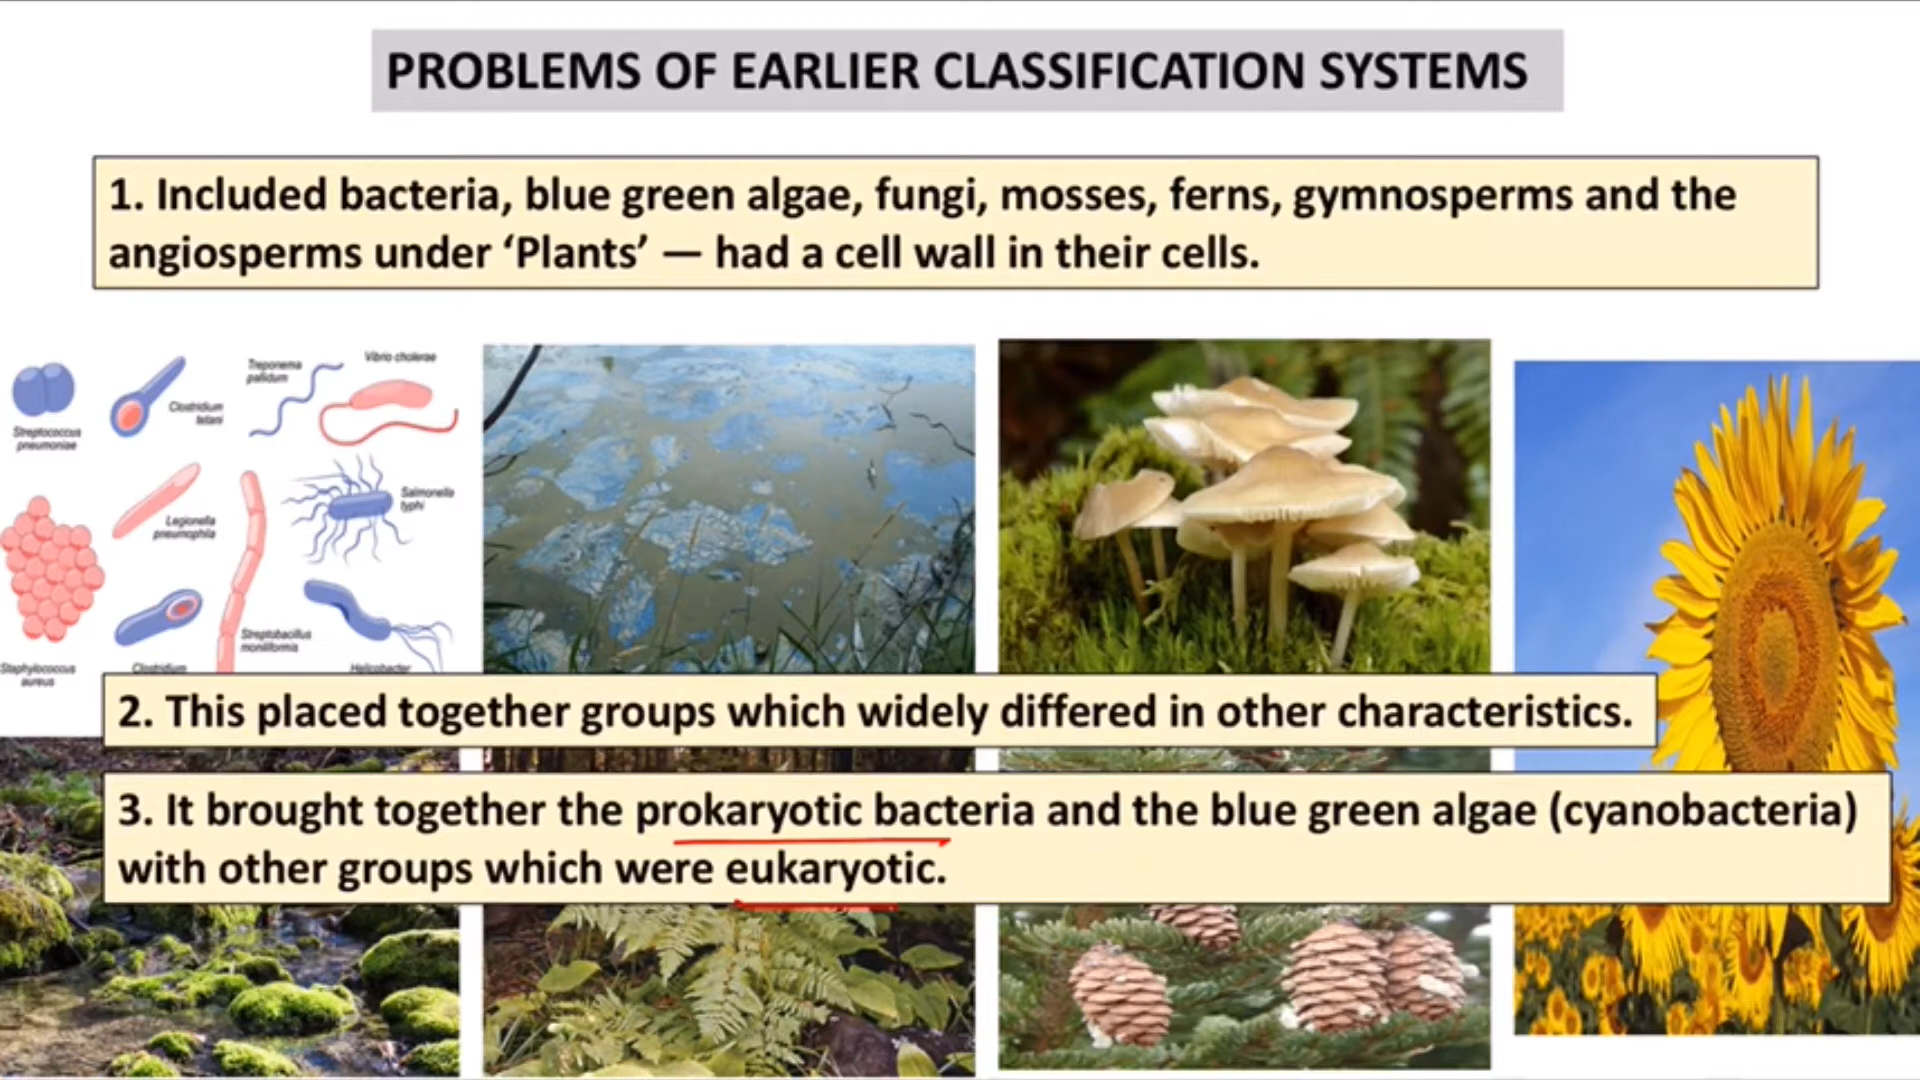 PROBLEMS OF EARLIER CLASSIFICATION SYSTEMS
1. Included bacteria, blue green algae, fungi, mosses, ferns, gymnosperms and the
angiosperms under ‘Plants’ — had a cell wall in their cells.
Streptococcus
pneumoniae
Clostridium
tetani
Treponema
pallidum
Vibrio cholerae
Legionella
pneumophila
Salmonella
typhi
Staphylococcus
aureus
Clostridium
Streptobacillus
moniliformis
Helicobacter
2. This placed together groups which widely differed in other characteristics.
3. It brought together the prokaryotic bacteria and the blue green algae (cyanobacteria)
with other groups which were eukaryotic.